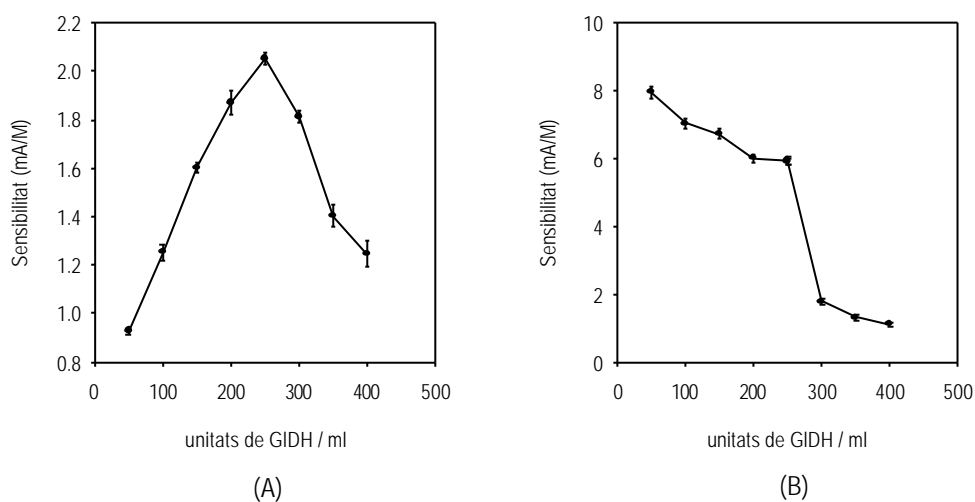 Sensibilitat (mA/M)
2.2
2.0
1.8
1.6
1.4
1.2
1.0
0.8
0 100 200 300 400 500
unitats de GlDH / ml
(A)
Sensibilitat (mA/M)
10
8
6
4
2
0
0 100 200 300 400 500
unitats de GlDH / ml
(B)